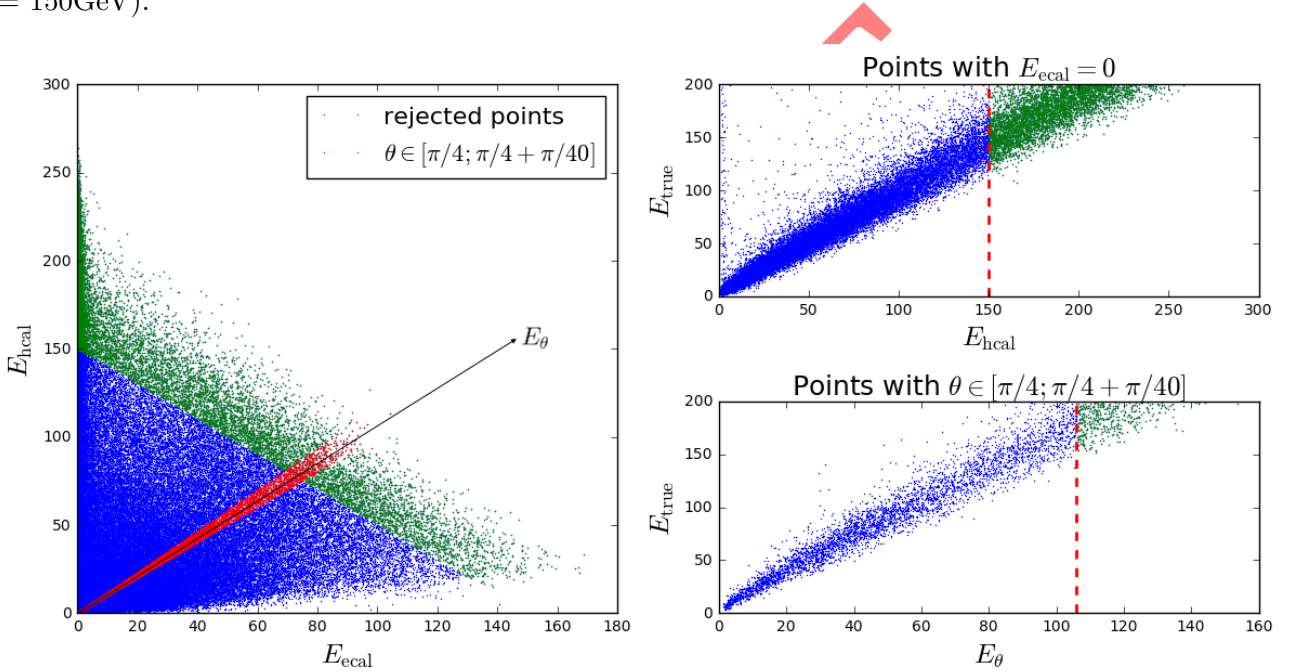 = 150GeV).
300
250
200
150
100
50
0
0 20 40 60 80 100 120 140 160 180
E_hcal
E_ecal
rejected points
θ ∈ [π/4; π/4 + π/40]
E_θ
Points with E_ecal = 0
200
150
100
50
0
0 50 100 150 200 250 300
E_true
E_hcal
Points with θ ∈ [π/4; π/4 + π/40]
200
150
100
50
0
0 20 40 60 80 100 120 140 160
E_true
E_θ